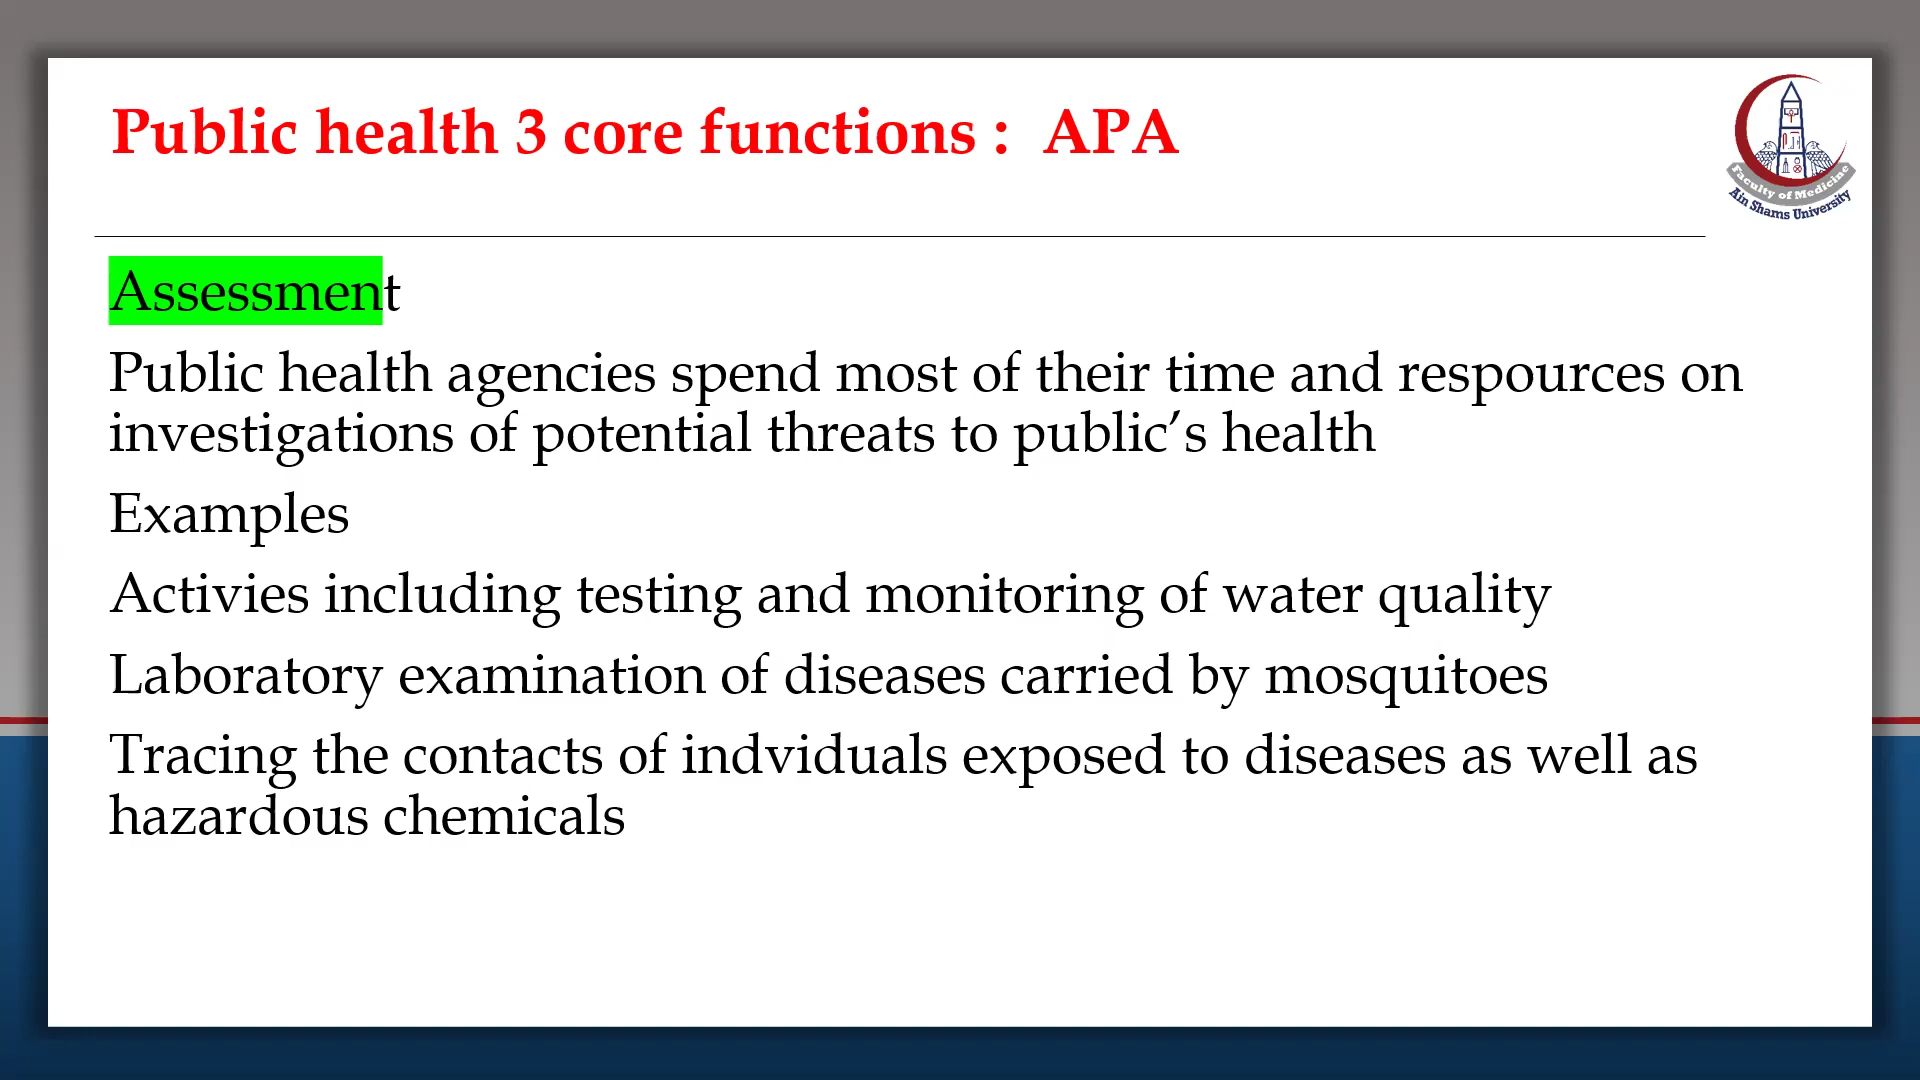 Public health 3 core functions :  APA
Faculty of Medicine
Ain Shams University
Assessment
Public health agencies spend most of their time and respources on
investigations of potential threats to public’s health
Examples
Activies including testing and monitoring of water quality
Laboratory examination of diseases carried by mosquitoes
Tracing the contacts of indviduals exposed to diseases as well as
hazardous chemicals